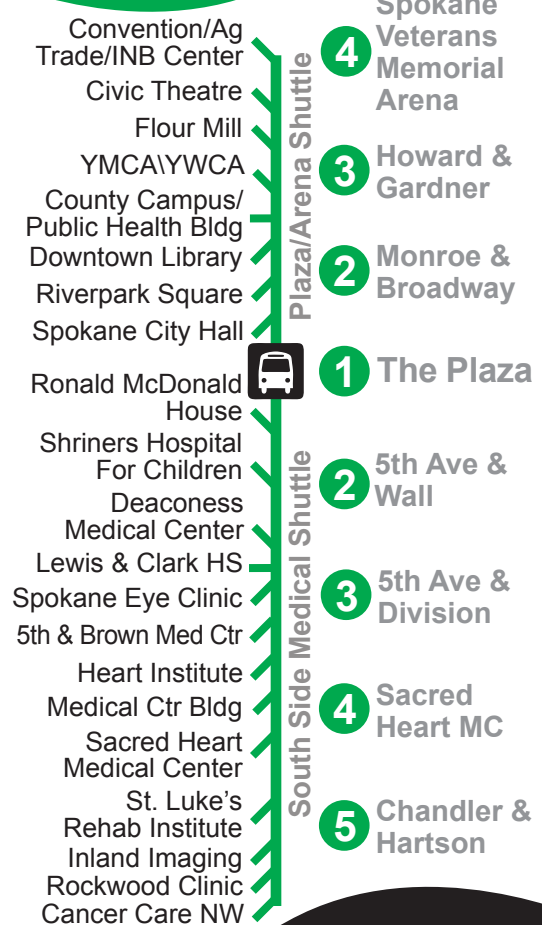 Convention/Ag
Trade/INB Center
Civic Theatre
Flour Mill
YMCA\YWCA
County Campus/
Public Health Bldg
Downtown Library
Riverpark Square
Spokane City Hall
Ronald McDonald
House
Shriners Hospital
For Children
Deaconess
Medical Center
Lewis & Clark HS
Spokane Eye Clinic
5th & Brown Med Ctr
Heart Institute
Medical Ctr Bldg
Sacred Heart
Medical Center
St. Luke's
Rehab Institute
Inland Imaging
Rockwood Clinic
Cancer Care NW
Plaza/Arena Shuttle
South Side Medical Shuttle
Spokane
4 Veterans
Memorial
Arena
3 Howard &
Gardner
2 Monroe &
Broadway
1 The Plaza
2 5th Ave &
Wall
3 5th Ave &
Division
4 Sacred
Heart MC
5 Chandler &
Hartson